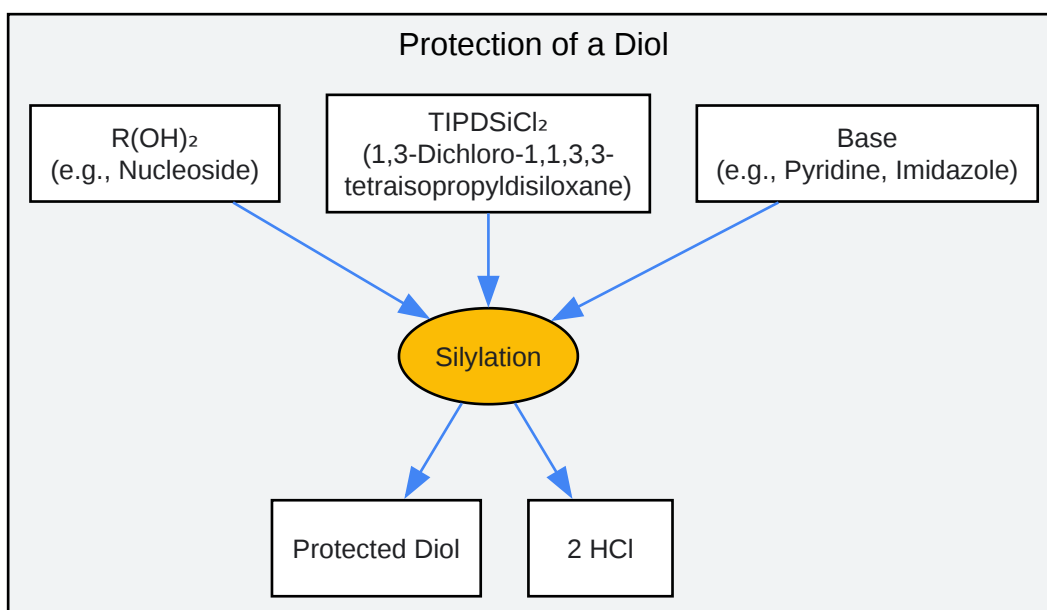 Protection of a Diol
R(OH)₂
(e.g., Nucleoside)
TIPDSiCl₂
(1,3-Dichloro-1,1,3,3-
tetraisopropyldisiloxane)
Base
(e.g., Pyridine, Imidazole)
Silylation
Protected Diol
2 HCl